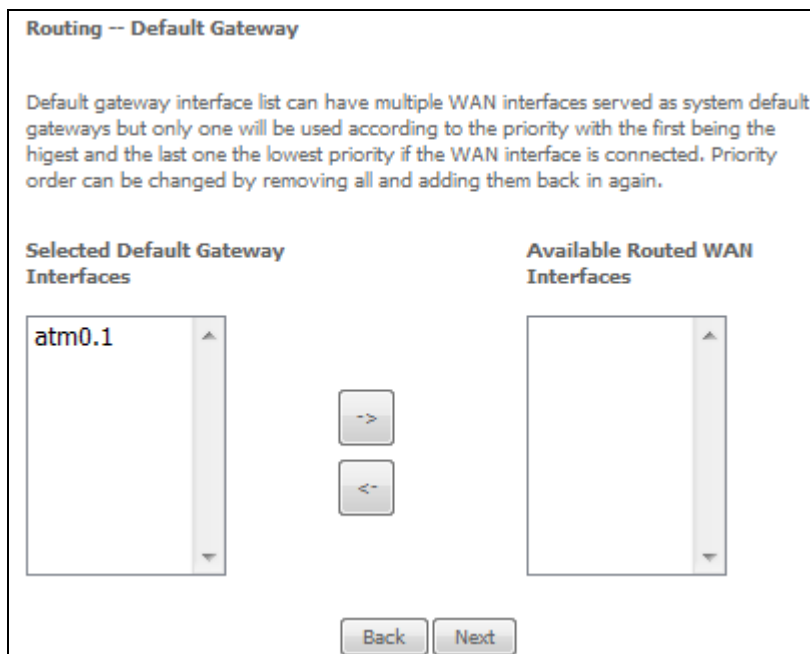 Routing -- Default Gateway
Default gateway interface list can have multiple WAN interfaces served as system default
gateways but only one will be used according to the priority with the first being the
higest and the last one the lowest priority if the WAN interface is connected. Priority
order can be changed by removing all and adding them back in again.
Selected Default Gateway
Interfaces
Available Routed WAN
Interfaces
atm0.1
->
<-
Back
Next